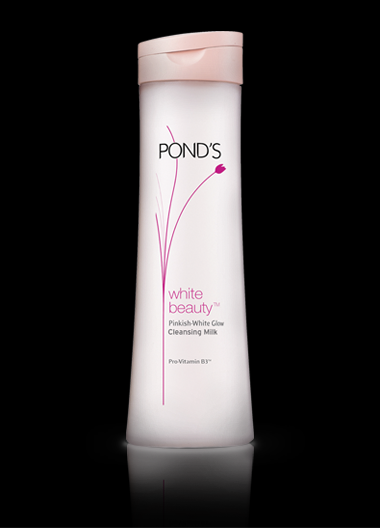 POND'S
white
beauty™
Pinkish-White Glow
Cleansing Milk
Pro-Vitamin B3™